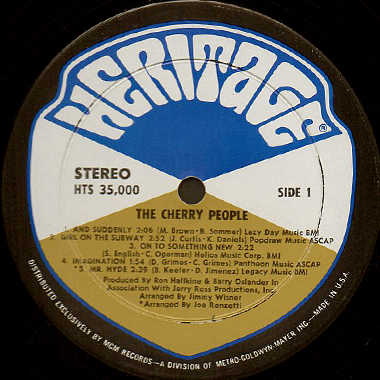 HERITAGE®
STEREO
HTS 35,000
SIDE 1
THE CHERRY PEOPLE
1. AND SUDDENLY 2:06 (M. Brown- B. Sommer) Lazy Day Music BMI
2. GIRL ON THE SUBWAY 2:52 (J. Curtis- K. Daniels) Popdraw Music ASCAP
3. ON TO SOMETHING NEW 2:22
(S. English- C. Ogerman) Helios Music Corp. BMI
4. IMAGINATION 1:54 (D. Grimes- C. Grimes) Pantheon Music ASCAP
*5. MR. HYDE 2:39 (B. Keeter- D. Jimenez) Legacy Music BMI
Produced by Ron Haffkine & Barry Oslander In
Association With Jerry Ross Productions, Inc.
Arranged by Jimmy Wisner
*Arranged by Joe Renzetti
DISTRIBUTED EXCLUSIVELY BY MGM RECORDS—A DIVISION OF METRO-GOLDWYN-MAYER INC.—MADE IN U.S.A.